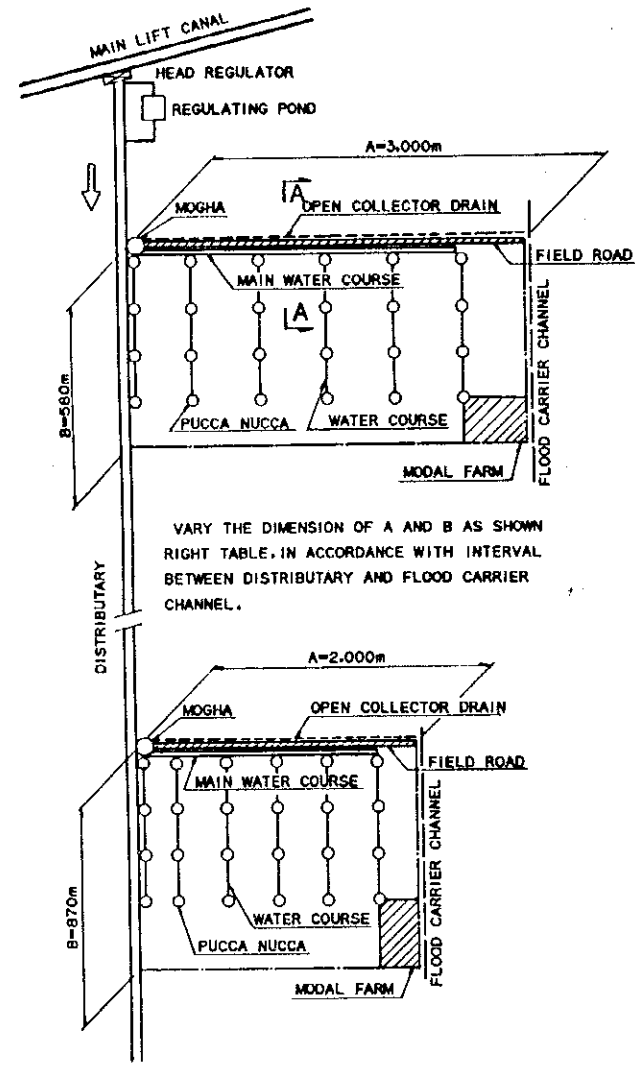 MAIN LIFT CANAL
HEAD REGULATOR
REGULATING POND
A=3.000m
A
MOGHA
OPEN COLLECTOR DRAIN
FIELD ROAD
MAIN WATER COURSE
A
B=580m
PUCCA NUCCA
WATER COURSE
MODAL FARM
FLOOD CARRIER CHANNEL
VARY THE DIMENSION OF A AND B AS SHOWN
RIGHT TABLE. IN ACCORDANCE WITH INTERVAL
BETWEEN DISTRIBUTARY AND FLOOD CARRIER
CHANNEL.
DISTRIBUTARY
A=2.000m
MOGHA
OPEN COLLECTOR DRAIN
FIELD ROAD
MAIN WATER COURSE
B=870m
WATER COURSE
PUCCA NUCCA
MODAL FARM
FLOOD CARRIER CHANNEL